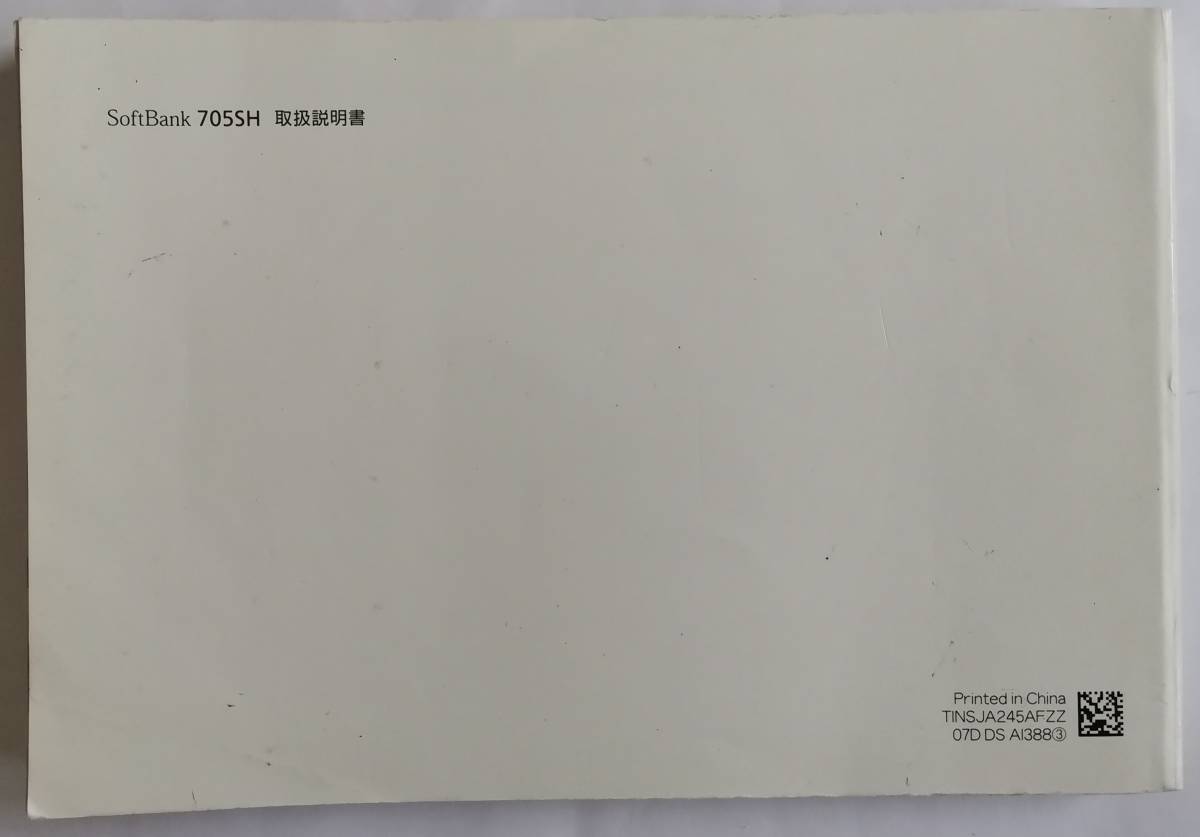 SoftBank 705SH 取扱説明書
Printed in China
TINSJA245AFZZ
07D DS AI388③